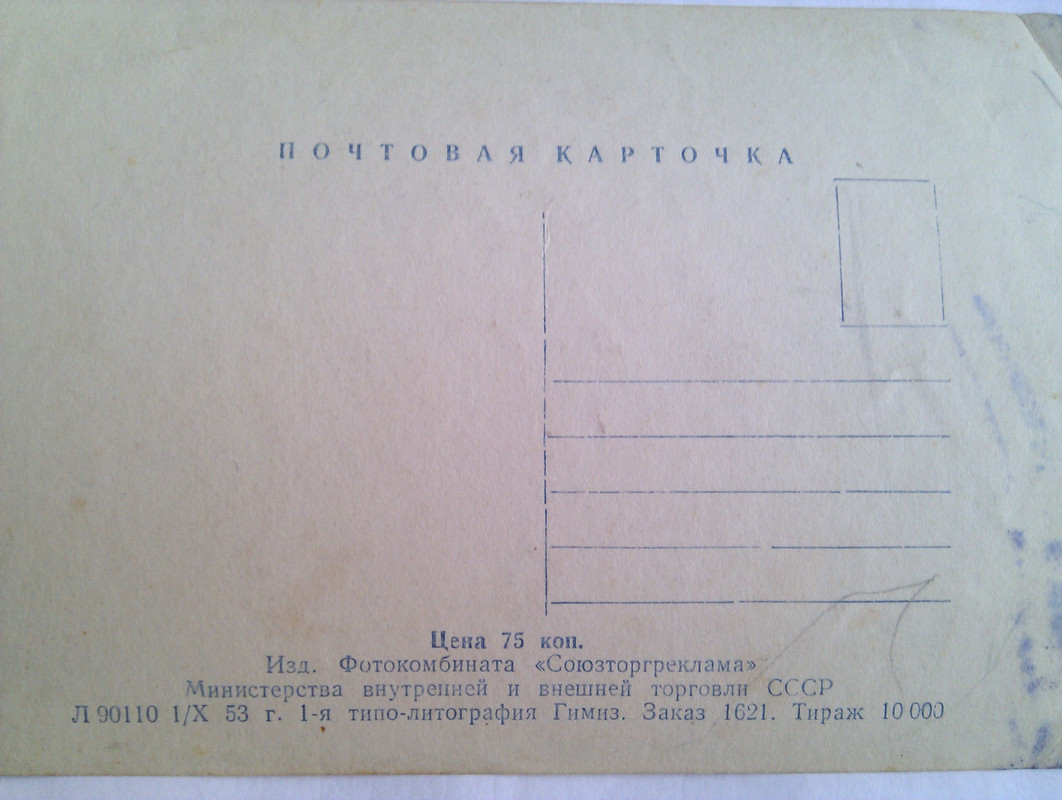 ПОЧТОВАЯ КАРТОЧКА
Цена 75 коп.
Изд. Фотокомбината «Союзторгреклама»
Министерства внутренней и внешней торговли СССР
Л 90110 1/X 53 г. 1-я типо-литография Гимиз. Заказ 1621. Тираж 10 000